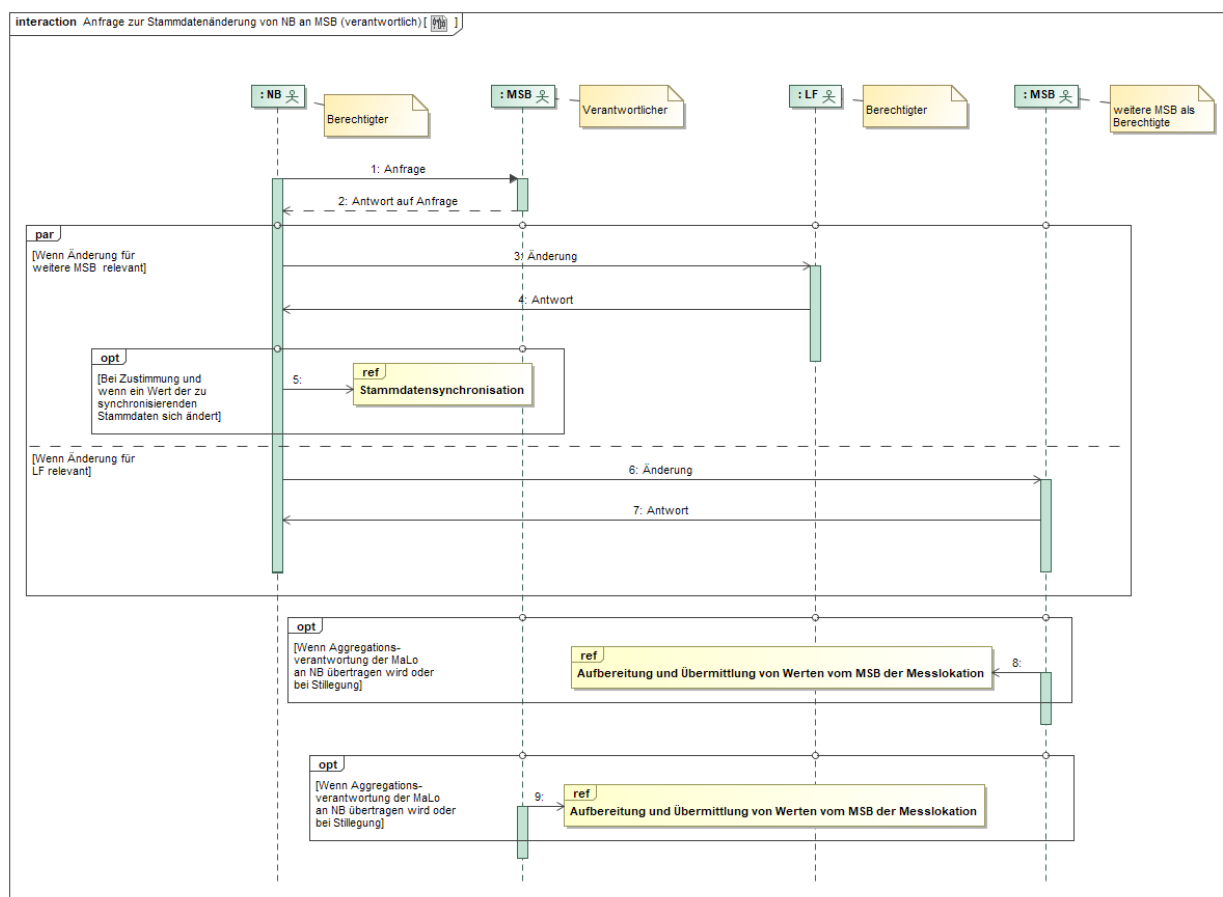 interaction Anfrage zur Stammdatenänderung von NB an MSB (verantwortlich) [ ]
: NB
Berechtigter
: MSB
Verantwortlicher
: LF
Berechtigter
: MSB
weitere MSB als
Berechtigte
1: Anfrage
2: Antwort auf Anfrage
par
[Wenn Änderung für
weitere MSB relevant]
3: Änderung
4: Antwort
opt
[Bei Zustimmung und
wenn ein Wert der zu
synchronisierenden
Stammdaten sich ändert]
5:
ref
Stammdatensynchronisation
[Wenn Änderung für
LF relevant]
6: Änderung
7: Antwort
opt
[Wenn Aggregations-
verantwortung der MaLo
an NB übertragen wird oder
bei Stillegung]
ref
Aufbereitung und Übermittlung von Werten vom MSB der Messlokation
8:
opt
[Wenn Aggregations-
verantwortung der MaLo
an NB übertragen wird oder
bei Stillegung]
9:
ref
Aufbereitung und Übermittlung von Werten vom MSB der Messlokation